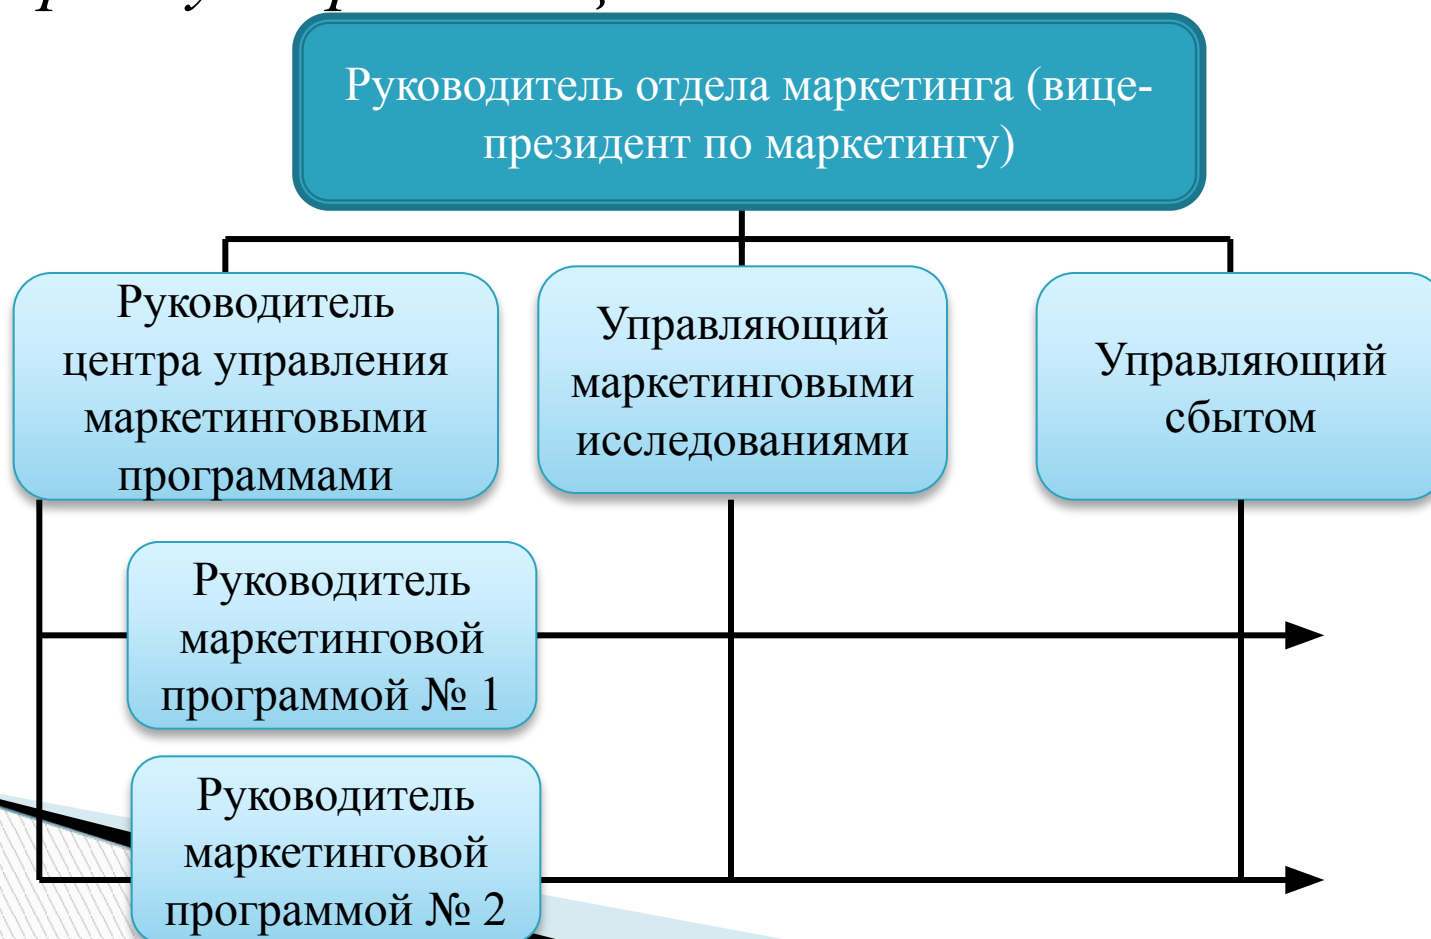 Руководитель отдела маркетинга (вице-
президент по маркетингу)
Руководитель
центра управления
маркетинговыми
программами
Управляющий
маркетинговыми
исследованиями
Управляющий
сбытом
Руководитель
маркетинговой
программой № 1
Руководитель
маркетинговой
программой № 2